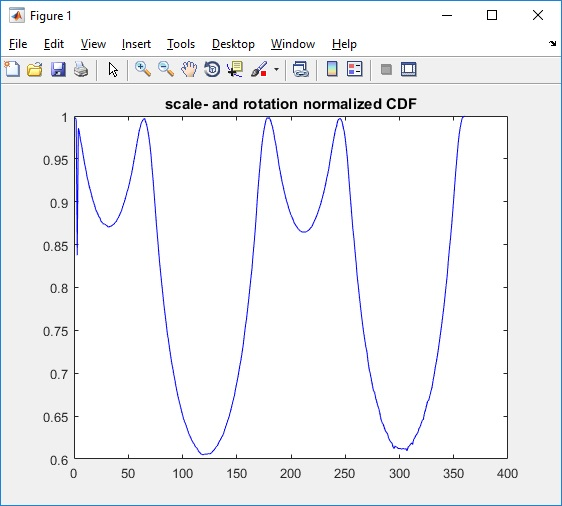 Figure 1
File Edit View Insert Tools Desktop Window Help
scale- and rotation normalized CDF
1
0.95
0.9
0.85
0.8
0.75
0.7
0.65
0.6
0 50 100 150 200 250 300 350 400